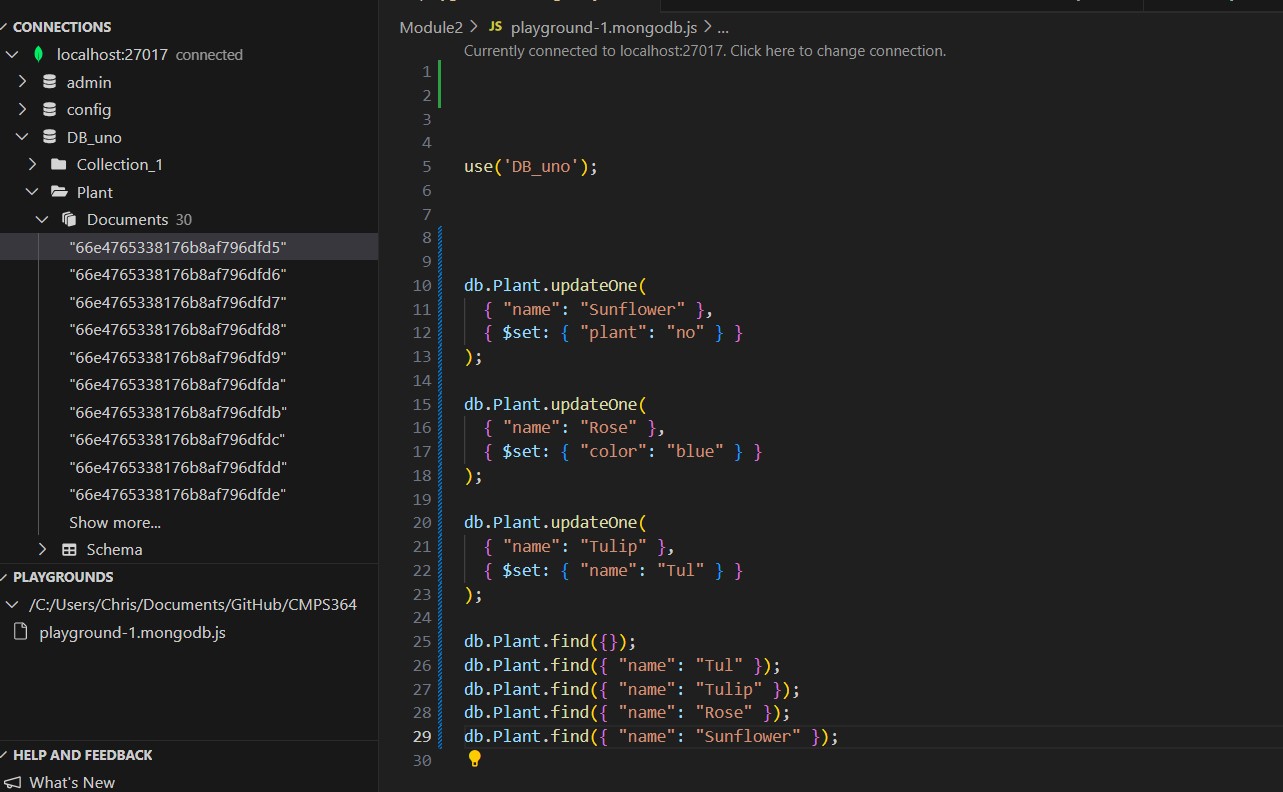 CONNECTIONS
localhost:27017 connected
admin
config
DB_uno
Collection_1
Plant
Documents 30
"66e4765338176b8af796dfd5"
"66e4765338176b8af796dfd6"
"66e4765338176b8af796dfd7"
"66e4765338176b8af796dfd8"
"66e4765338176b8af796dfd9"
"66e4765338176b8af796dfda"
"66e4765338176b8af796dfdb"
"66e4765338176b8af796dfdc"
"66e4765338176b8af796dfdd"
"66e4765338176b8af796dfde"
Show more...
Schema
PLAYGROUNDS
/C:/Users/Chris/Documents/GitHub/CMPS364
playground-1.mongodb.js
HELP AND FEEDBACK
What's New
Module2 > JS playground-1.mongodb.js > ...
Currently connected to localhost:27017. Click here to change connection.
1
2
3
4
5 use('DB_uno');
6
7
8
9
10 db.Plant.updateOne(
11 { "name": "Sunflower" },
12 { $set: { "plant": "no" } }
13 );
14
15 db.Plant.updateOne(
16 { "name": "Rose" },
17 { $set: { "color": "blue" } }
18 );
19
20 db.Plant.updateOne(
21 { "name": "Tulip" },
22 { $set: { "name": "Tul" } }
23 );
24
25 db.Plant.find({});
26 db.Plant.find({ "name": "Tul" });
27 db.Plant.find({ "name": "Tulip" });
28 db.Plant.find({ "name": "Rose" });
29 db.Plant.find({ "name": "Sunflower" });
30